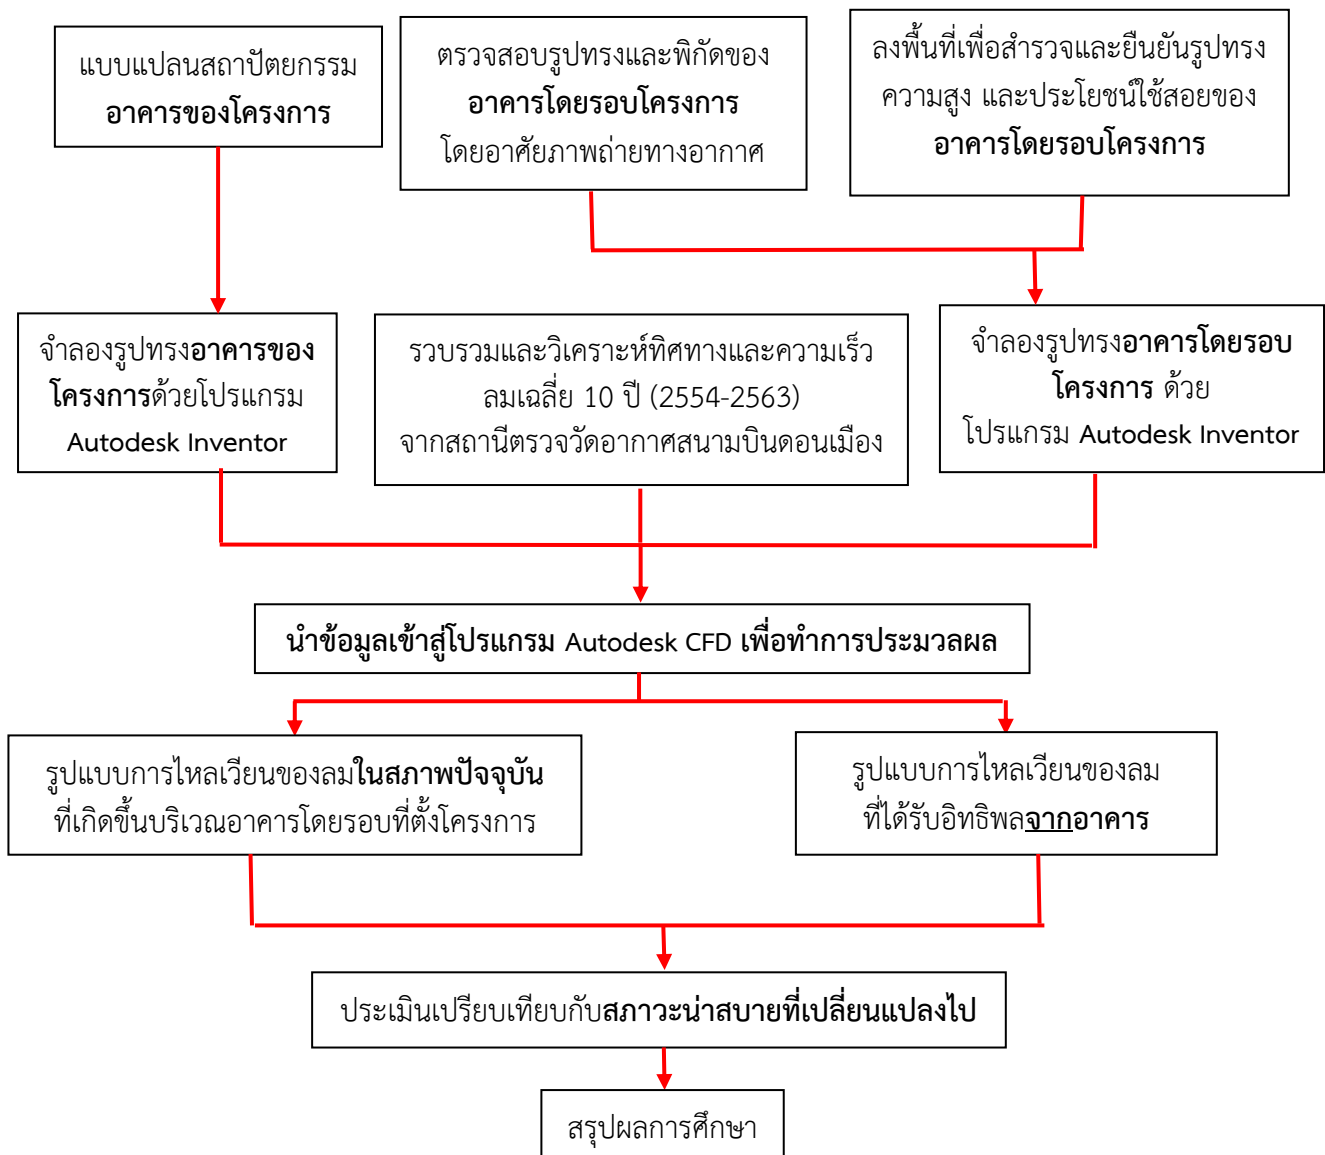 แบบแปลนสถาปัตยกรรม
อาคารของโครงการ
ตรวจสอบรูปทรงและพิกัดของ
อาคารโดยรอบโครงการ
โดยอาศัยภาพถ่ายทางอากาศ
ลงพื้นที่เพื่อสำรวจและยืนยันรูปทรง
ความสูง และประโยชน์ใช้สอยของ
อาคารโดยรอบโครงการ
จำลองรูปทรงอาคารของ
โครงการด้วยโปรแกรม
Autodesk Inventor
รวบรวมและวิเคราะห์ทิศทางและความเร็ว
ลมเฉลี่ย 10 ปี (2554-2563)
จากสถานีตรวจวัดอากาศสนามบินดอนเมือง
จำลองรูปทรงอาคารโดยรอบ
โครงการ ด้วย
โปรแกรม Autodesk Inventor
นำข้อมูลเข้าสู่โปรแกรม Autodesk CFD เพื่อทำการประมวลผล
รูปแบบการไหลเวียนของลมในสภาพปัจจุบัน
ที่เกิดขึ้นบริเวณอาคารโดยรอบที่ตั้งโครงการ
รูปแบบการไหลเวียนของลม
ที่ได้รับอิทธิพลจากอาคาร
ประเมินเปรียบเทียบกับสภาวะน่าสบายที่เปลี่ยนแปลงไป
สรุปผลการศึกษา